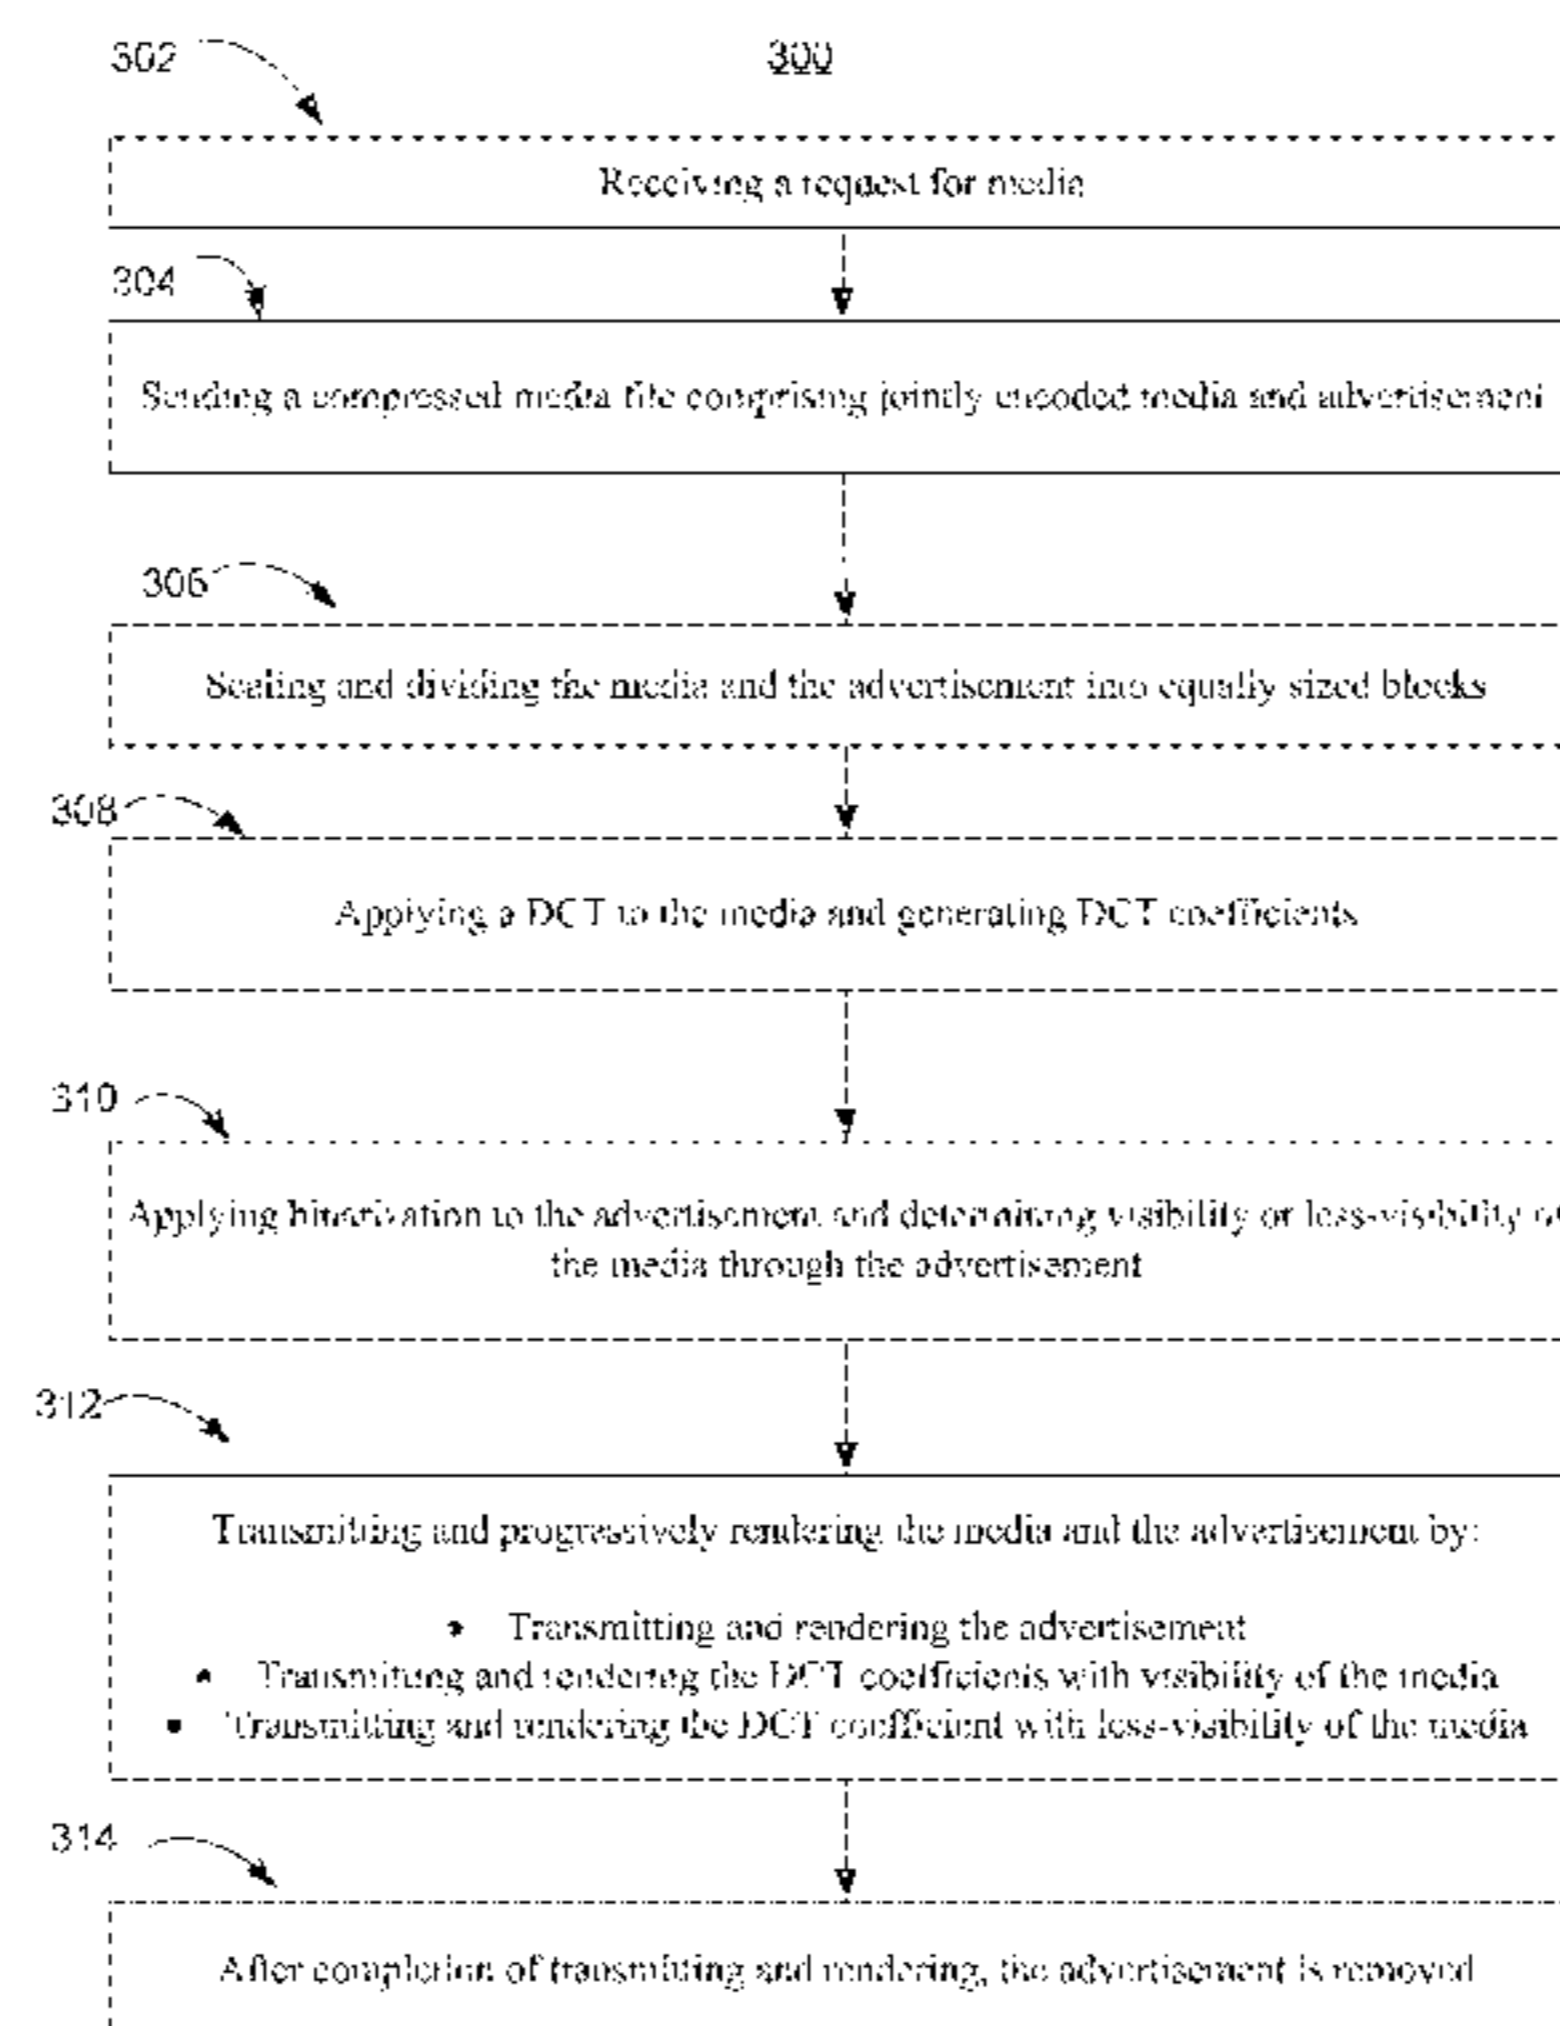 302
300
Receiving a request for media
304
Sending a compressed media file comprising jointly encoded media and advertisement
306
Scaling and dividing the media and the advertisement into equally sized blocks
308
Applying a DCT to the media and generating DCT coefficients
310
Applying binarization to the advertisement and determining visibility or less-visibility of
the media through the advertisement
312
Transmitting and progressively rendering the media and the advertisement by:
• Transmitting and rendering the advertisement
• Transmitting and rendering the DCT coefficients with visibility of the media
• Transmitting and rendering the DCT coefficient with less-visibility of the media
314
After completion of transmitting and rendering, the advertisement is removed